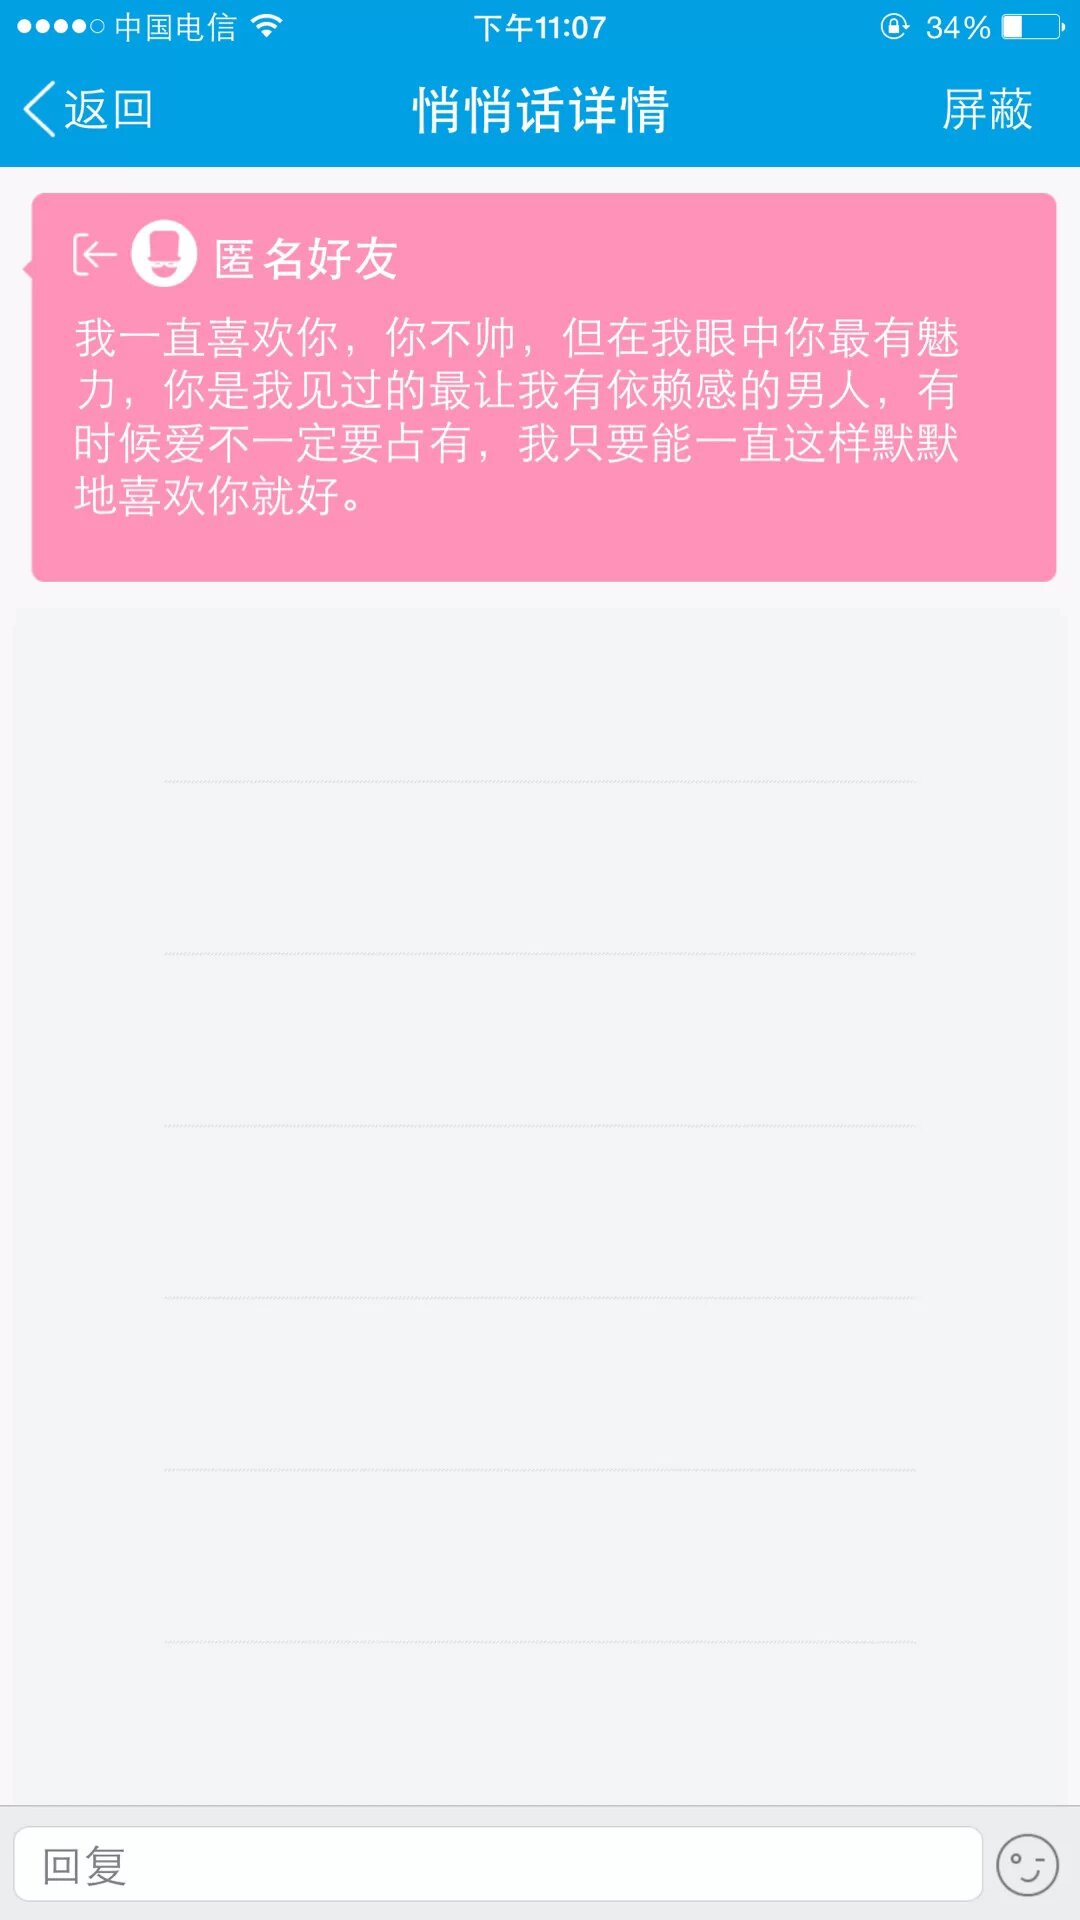 中国电信
下午11:07
34%
返回
悄悄话详情
屏蔽
匿名好友
我一直喜欢你，你不帅，但在我眼中你最有魅
力，你是我见过的最让我有依赖感的男人，有
时候爱不一定要占有，我只要能一直这样默默
地喜欢你就好。
回复